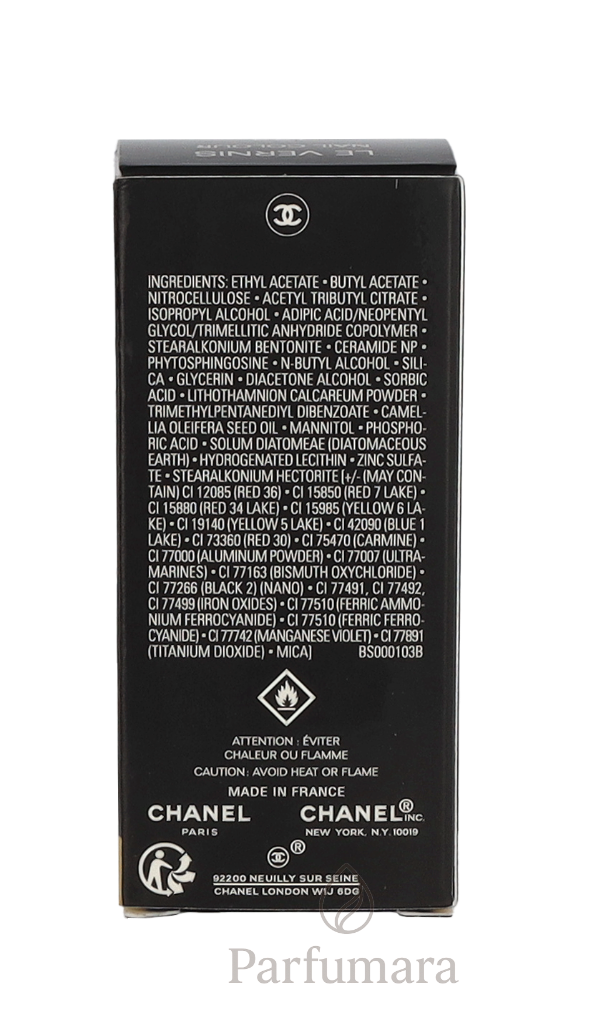 LE VERNIS
NAIL COLOUR
INGREDIENTS: ETHYL ACETATE • BUTYL ACETATE •
NITROCELLULOSE • ACETYL TRIBUTYL CITRATE •
ISOPROPYL ALCOHOL • ADIPIC ACID/NEOPENTYL
GLYCOL/TRIMELLITIC ANHYDRIDE COPOLYMER •
STEARALKONIUM BENTONITE • CERAMIDE NP •
PHYTOSPHINGOSINE • N-BUTYL ALCOHOL • SILI-
CA • GLYCERIN • DIACETONE ALCOHOL • SORBIC
ACID • LITHOTHAMNION CALCAREUM POWDER •
TRIMETHYLPENTANEDIYL DIBENZOATE • CAMEL-
LIA OLEIFERA SEED OIL • MANNITOL • PHOSPHO-
RIC ACID • SOLUM DIATOMEAE (DIATOMACEOUS
EARTH) • HYDROGENATED LECITHIN • ZINC SULFA-
TE • STEARALKONIUM HECTORITE [+/- (MAY CON-
TAIN) CI 12085 (RED 36) • CI 15850 (RED 7 LAKE) •
CI 15880 (RED 34 LAKE) • CI 15985 (YELLOW 6 LA-
KE) • CI 19140 (YELLOW 5 LAKE) • CI 42090 (BLUE 1
LAKE) • CI 73360 (RED 30) • CI 75470 (CARMINE) •
CI 77000 (ALUMINUM POWDER) • CI 77007 (ULTRA-
MARINES) • CI 77163 (BISMUTH OXYCHLORIDE) •
CI 77266 (BLACK 2) (NANO) • CI 77491, CI 77492,
CI 77499 (IRON OXIDES) • CI 77510 (FERRIC AMMO-
NIUM FERROCYANIDE) • CI 77510 (FERRIC FERRO-
CYANIDE) • CI 77742 (MANGANESE VIOLET) • CI 77891
(TITANIUM DIOXIDE) • MICA] BS000103B
ATTENTION : ÉVITER
CHALEUR OU FLAMME
CAUTION: AVOID HEAT OR FLAME
MADE IN FRANCE
CHANEL CHANEL® INC.
PARIS NEW YORK, N.Y. 10019
®
92200 NEUILLY SUR SEINE
CHANEL LONDON W1J 6DG
Parfumara